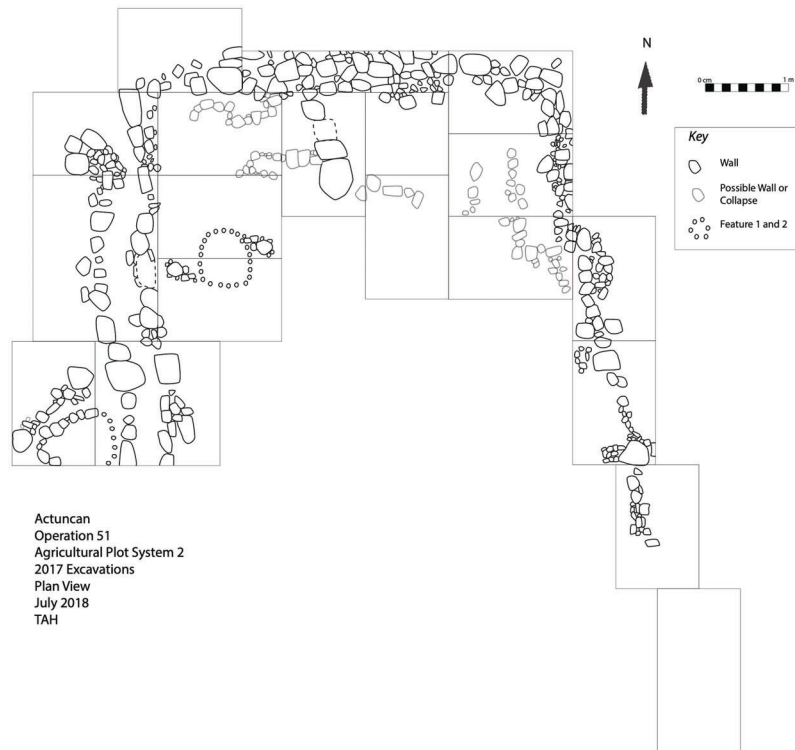 N
0 cm
1 m
Key
Wall
Possible Wall or
Collapse
Feature 1 and 2
Actuncan
Operation 51
Agricultural Plot System 2
2017 Excavations
Plan View
July 2018
TAH